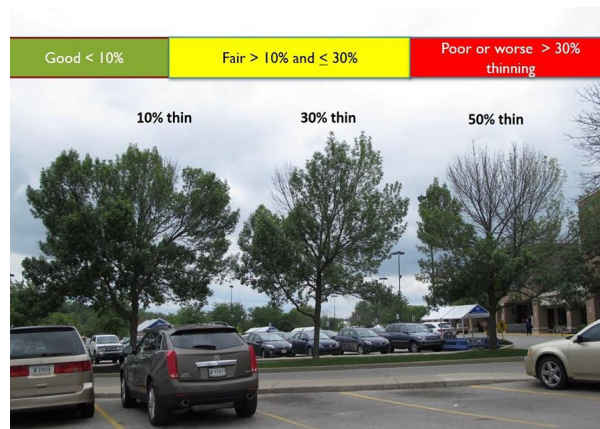 Good < 10%
Fair > 10% and ≤ 30%
Poor or worse > 30%
thinning
10% thin
30% thin
50% thin